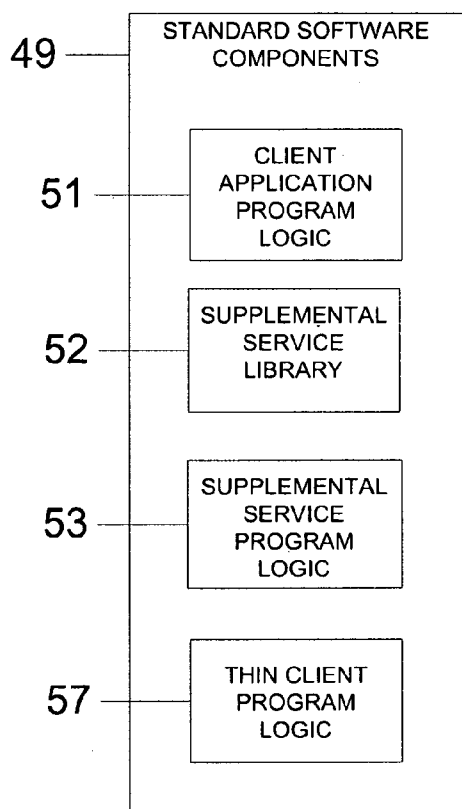 49
STANDARD SOFTWARE
COMPONENTS
51
CLIENT
APPLICATION
PROGRAM
LOGIC
52
SUPPLEMENTAL
SERVICE
LIBRARY
53
SUPPLEMENTAL
SERVICE
PROGRAM
LOGIC
57
THIN CLIENT
PROGRAM
LOGIC